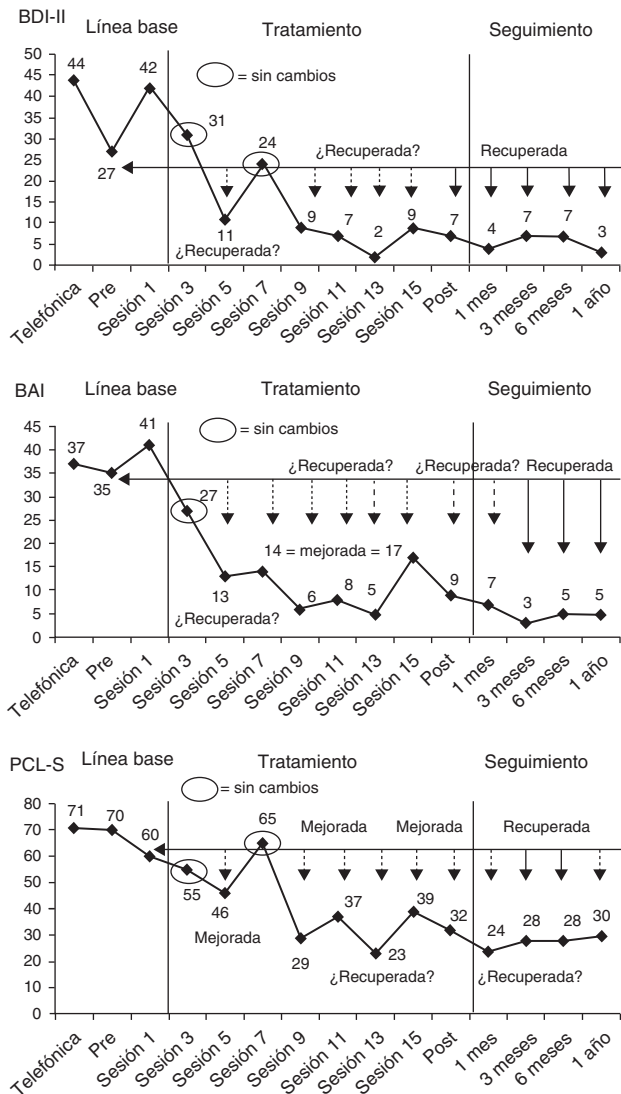 BDI-II
Línea base Tratamiento Seguimiento
50
45
40
35
30
25
20
15
10
5
0
44
42
27
= sin cambios
31
24
¿Recuperada? Recuperada
11
¿Recuperada?
9
7
2
9
7
4
7
7
3
Telefónica
Pre
Sesión 1
Sesión 3
Sesión 5
Sesión 7
Sesión 9
Sesión 11
Sesión 13
Sesión 15
Post
1 mes
3 meses
6 meses
1 año
BAI
Línea base Tratamiento Seguimiento
45
40
35
30
25
20
15
10
5
0
37
35
41
= sin cambios
27
¿Recuperada? ¿Recuperada? Recuperada
14 = mejorada = 17
13
¿Recuperada?
6
8
5
9
7
3
5
5
Telefónica
Pre
Sesión 1
Sesión 3
Sesión 5
Sesión 7
Sesión 9
Sesión 11
Sesión 13
Sesión 15
Post
1 mes
3 meses
6 meses
1 año
PCL-S
Línea base Tratamiento Seguimiento
80
70
60
50
40
30
20
10
0
71
70
60
= sin cambios
65
Mejorada Mejorada Recuperada
55
46
Mejorada
29
37
23
¿Recuperada?
39
32
24
28
28
30
¿Recuperada?
Telefónica
Pre
Sesión 1
Sesión 3
Sesión 5
Sesión 7
Sesión 9
Sesión 11
Sesión 13
Sesión 15
Post
1 mes
3 meses
6 meses
1 año